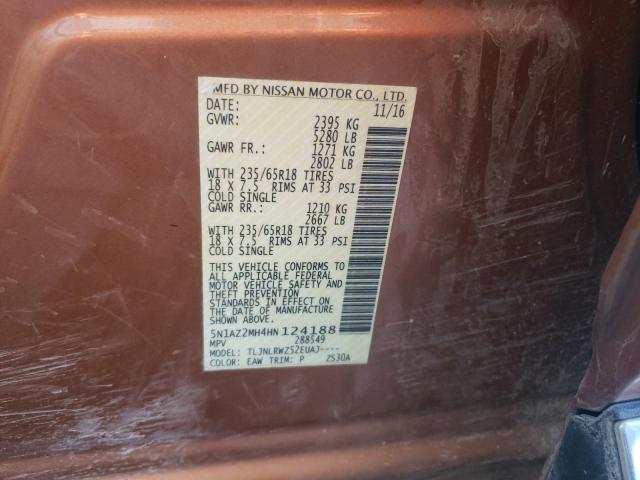 MFD BY NISSAN MOTOR CO., LTD.
DATE: 11/16
GVWR: 2395 KG
5280 LB
GAWR FR.: 1271 KG
2802 LB
WITH 235/65R18 TIRES
18 X 7.5 RIMS AT 33 PSI
COLD SINGLE
GAWR RR.: 1210 KG
2667 LB
WITH 235/65R18 TIRES
18 X 7.5 RIMS AT 33 PSI
COLD SINGLE
THIS VEHICLE CONFORMS TO
ALL APPLICABLE FEDERAL
MOTOR VEHICLE SAFETY AND
THEFT PREVENTION
STANDARDS IN EFFECT ON
THE DATE OF MANUFACTURE
SHOWN ABOVE.
5N1AZ2MH4HN124188
MPV 288549
MODEL: TLJNLRWZ52EUAJ----
COLOR: EAW TRIM: P ZS30A